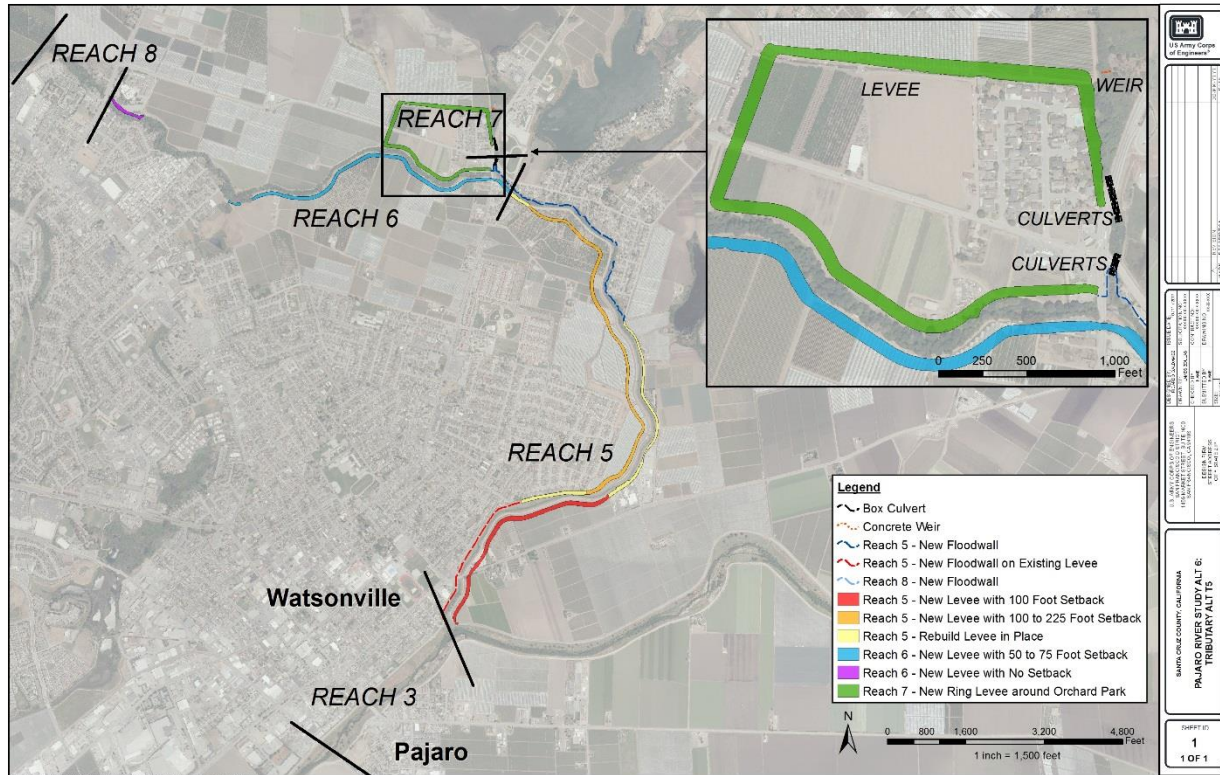 REACH 8
REACH 7
REACH 6
REACH 5
Watsonville
REACH 3
Pajaro
LEVEE
WEIR
CULVERTS
CULVERTS
0 250 500 1,000
Feet
Legend
Box Culvert
Concrete Weir
Reach 5 - New Floodwall
Reach 5 - New Floodwall on Existing Levee
Reach 8 - New Floodwall
Reach 5 - New Levee with 100 Foot Setback
Reach 5 - New Levee with 100 to 225 Foot Setback
Reach 5 - Rebuild Levee in Place
Reach 6 - New Levee with 50 to 75 Foot Setback
Reach 6 - New Levee with No Setback
Reach 7 - New Ring Levee around Orchard Park
N
0 800 1,600 3,200 4,800
Feet
1 inch = 1,500 feet
US Army Corps
of Engineers®
SANTA CRUZ COUNTY, CALIFORNIA
PAJARO RIVER STUDY ALT 6:
TRIBUTARY ALT T5
SHEET ID
1
1 OF 1